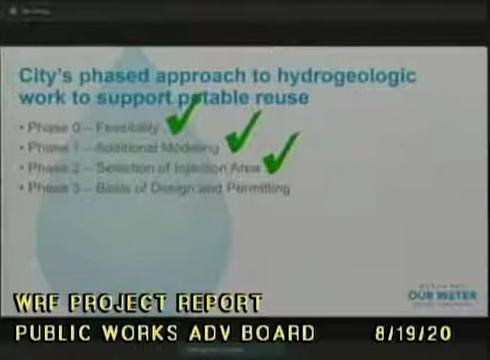 City's phased approach to hydrogeologic
work to support potable reuse
• Phase 0 – Feasibility
• Phase 1 – Additional Modeling
• Phase 2 – Selection of Injection Area
• Phase 3 – Basis of Design and Permitting
OUR WATER
WRF PROJECT REPORT
PUBLIC WORKS ADV BOARD 8/19/20